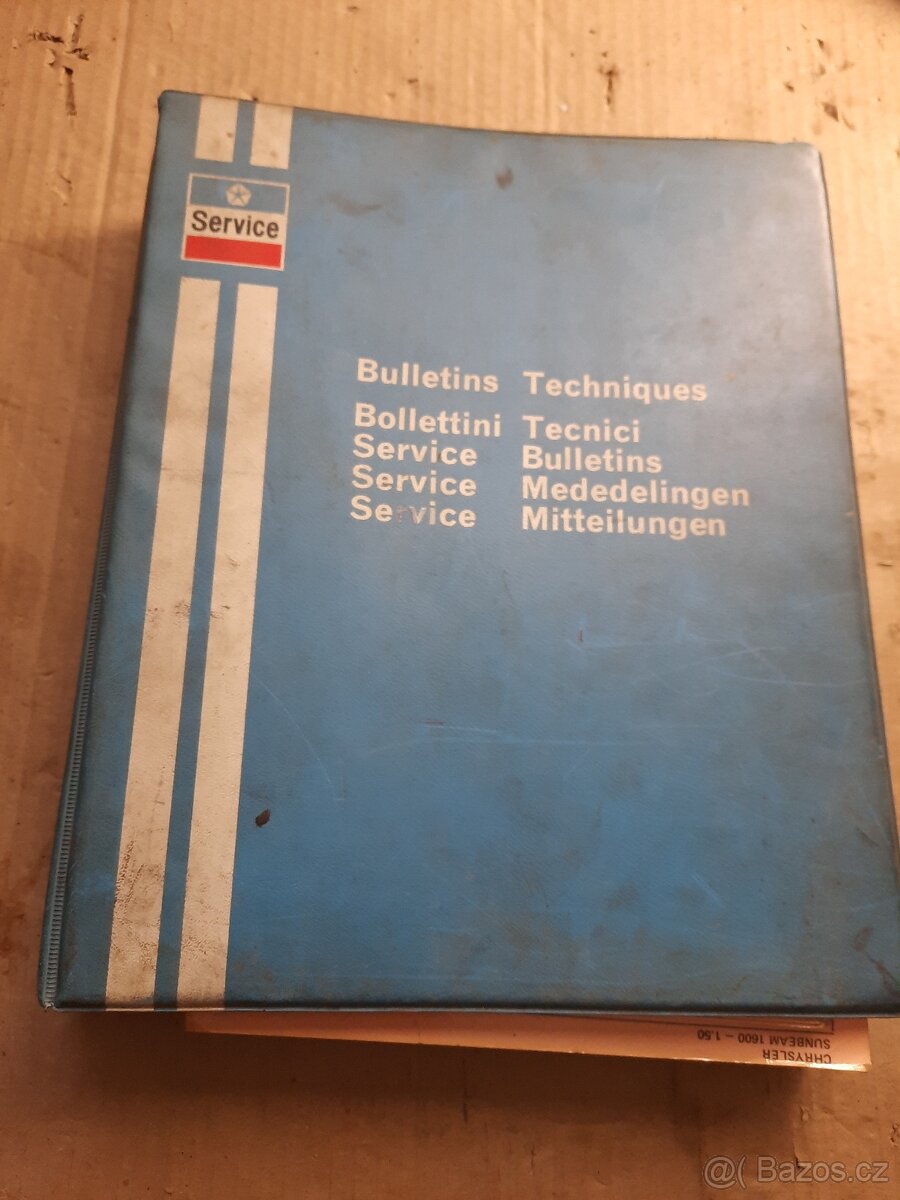 Service
Bulletins Techniques
Bollettini Tecnici
Service Bulletins
Service Mededelingen
Service Mitteilungen
CHRYSLER
SUNBEAM 1600 – 1.50
@( Bazos.cz